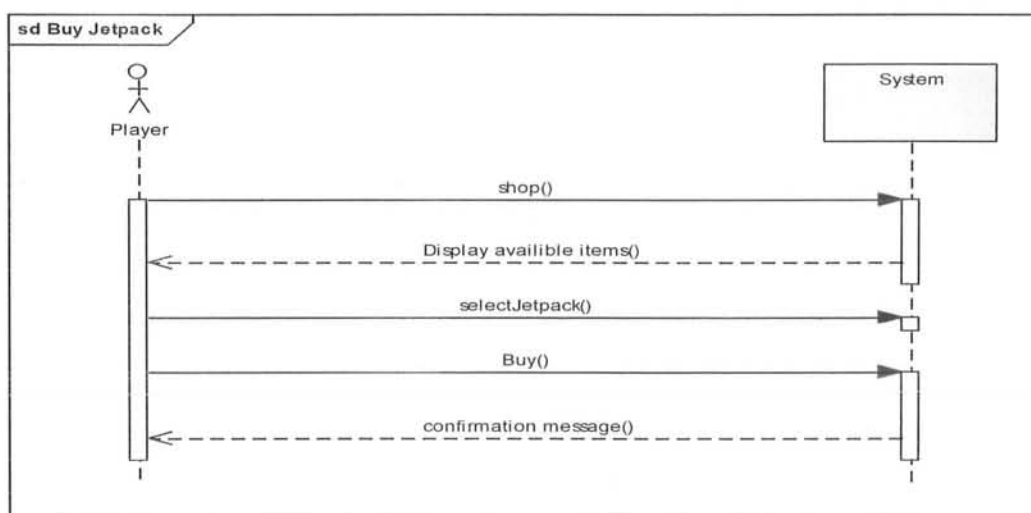 sd Buy Jetpack
System
Player
shop()
Display availible items()
selectJetpack()
Buy()
confirmation message()